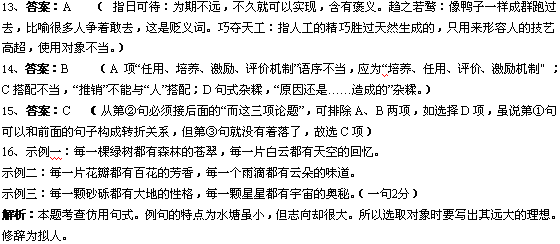 13、答案：A （ 指日可待：为期不远，不久就可以实现，含有褒义。趋之若鹜：像鸭子一样成群跑过
去，比喻很多人争着敢去，这是贬义词。巧夺天工：指人工的精巧胜过天然生成的，只用来形容人的技艺
高超，使用对象不当。）
14、答案：B （A 项“任用、培养、激励、评价机制”语序不当，应为“培养、任用、评价、激励机制”；
C 搭配不当，“推销”不能与“人”搭配；D 句式杂糅，“原因还是……造成的”杂糅。）
15、答案：C （从第②句必须接后面的“而这三项论题”，可排除A、B两项，如选择D项，虽说第①句
可以和前面的句子构成转折关系，但第③句就没有着落了，故选C项）
16、示例一：每一棵绿树都有森林的苍翠，每一片白云都有天空的回忆。
示例二：每一片花瓣都有百花的芳香，每一个雨滴都有云朵的味道。
示例三：每一颗砂砾都有大地的性格，每一颗星星都有宇宙的奥秘。（一句2分）
解析：本题考查仿用句式。例句的特点为水塘虽小，但志向却很大。所以选取对象时要写出其远大的理想。
修辞为拟人。